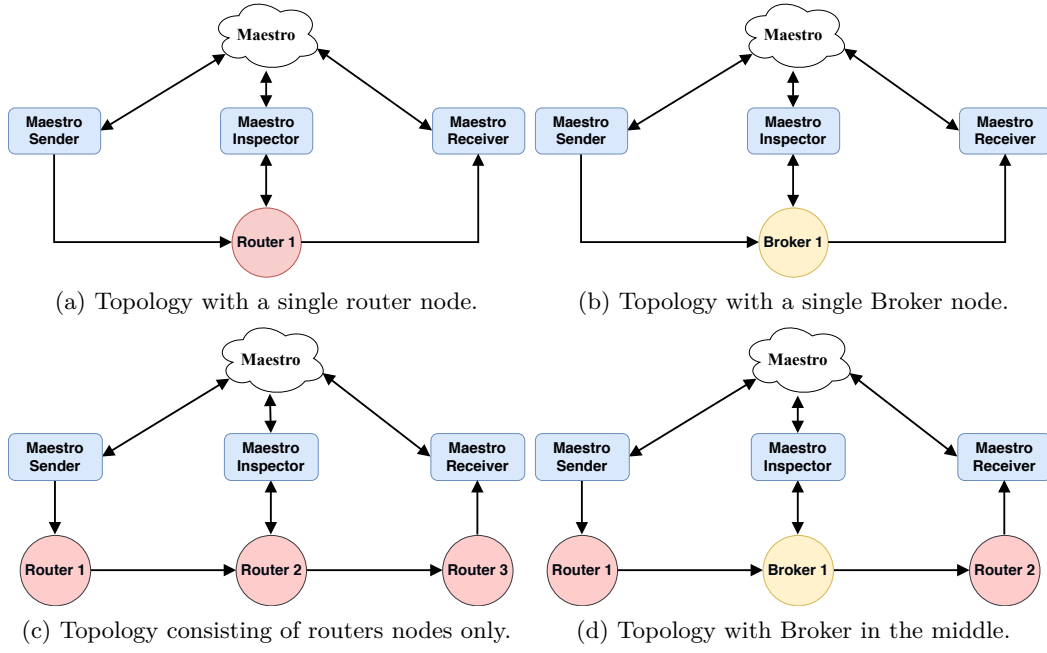 Maestro
Maestro
Sender
Maestro
Inspector
Maestro
Receiver
Router 1
(a) Topology with a single router node.
Maestro
Maestro
Sender
Maestro
Inspector
Maestro
Receiver
Broker 1
(b) Topology with a single Broker node.
Maestro
Maestro
Sender
Maestro
Inspector
Maestro
Receiver
Router 1
Router 2
Router 3
(c) Topology consisting of routers nodes only.
Maestro
Maestro
Sender
Maestro
Inspector
Maestro
Receiver
Router 1
Broker 1
Router 2
(d) Topology with Broker in the middle.